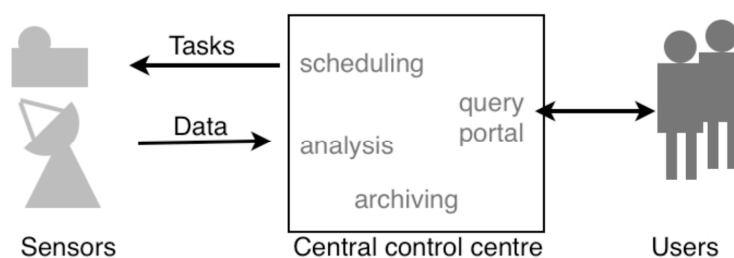 Tasks
scheduling
query
portal
Data
analysis
archiving
Sensors
Central control centre
Users